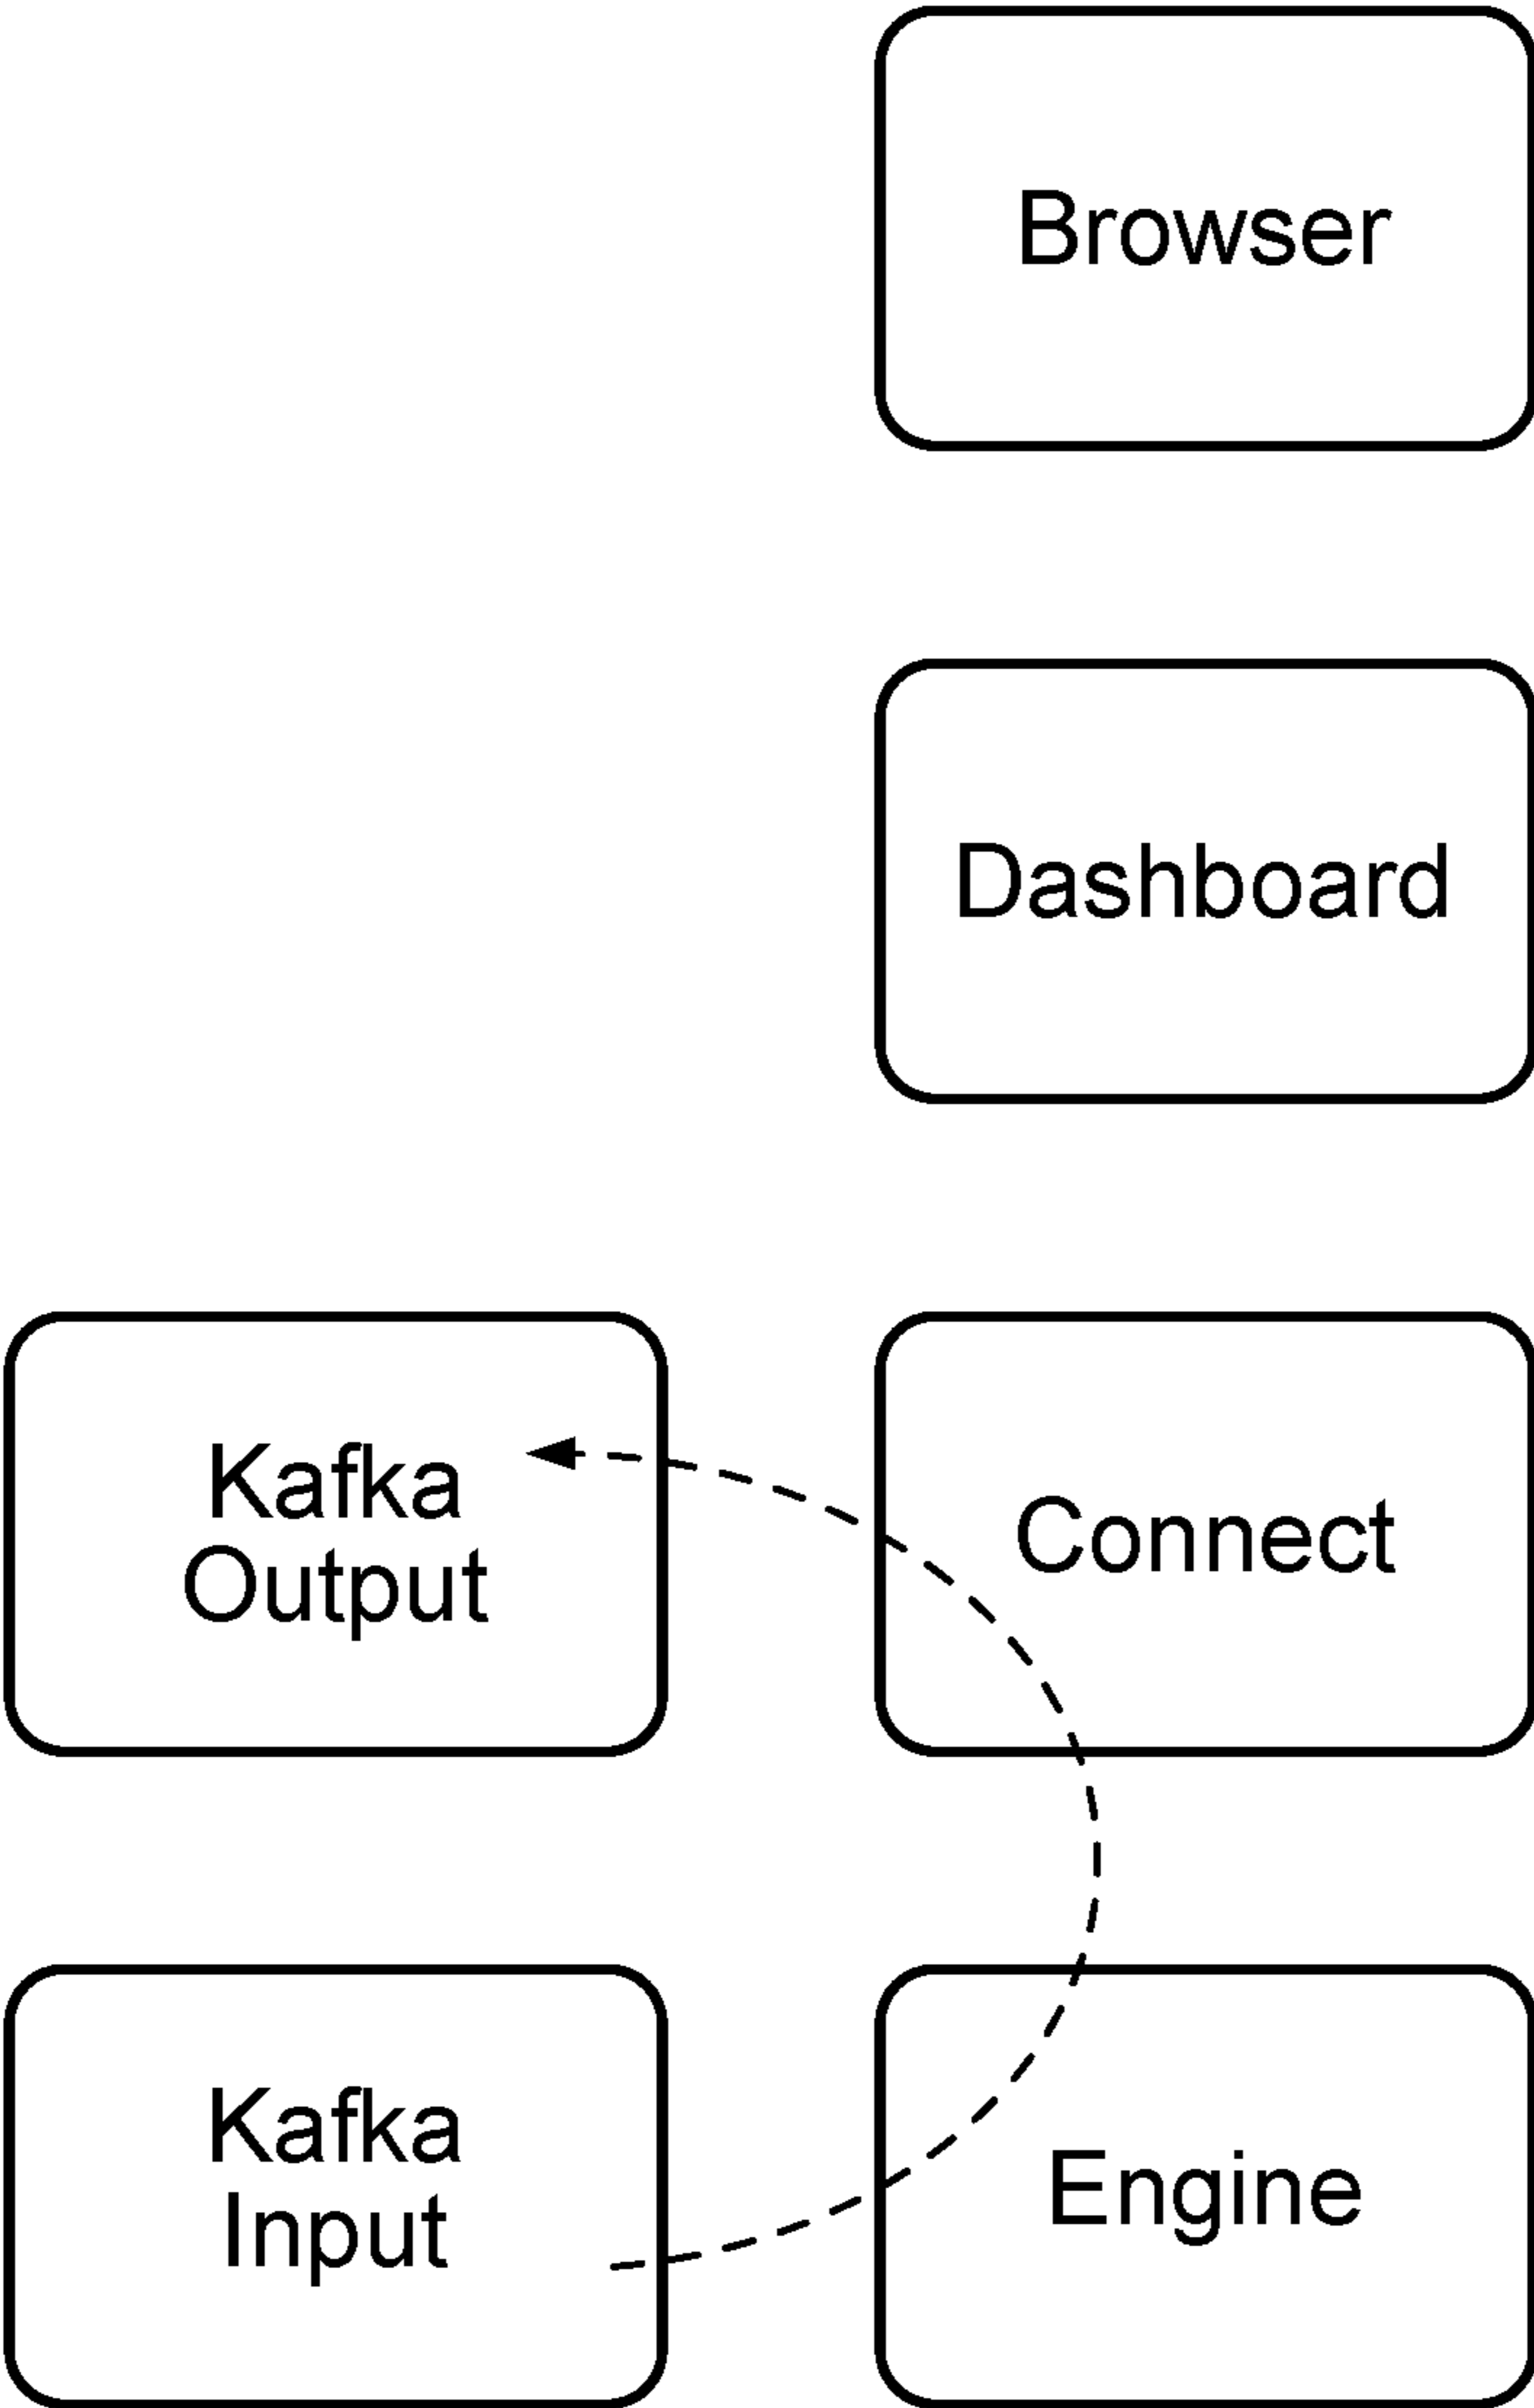 Browser
Dashboard
Kafka
Output
Connect
Kafka
Input
Engine